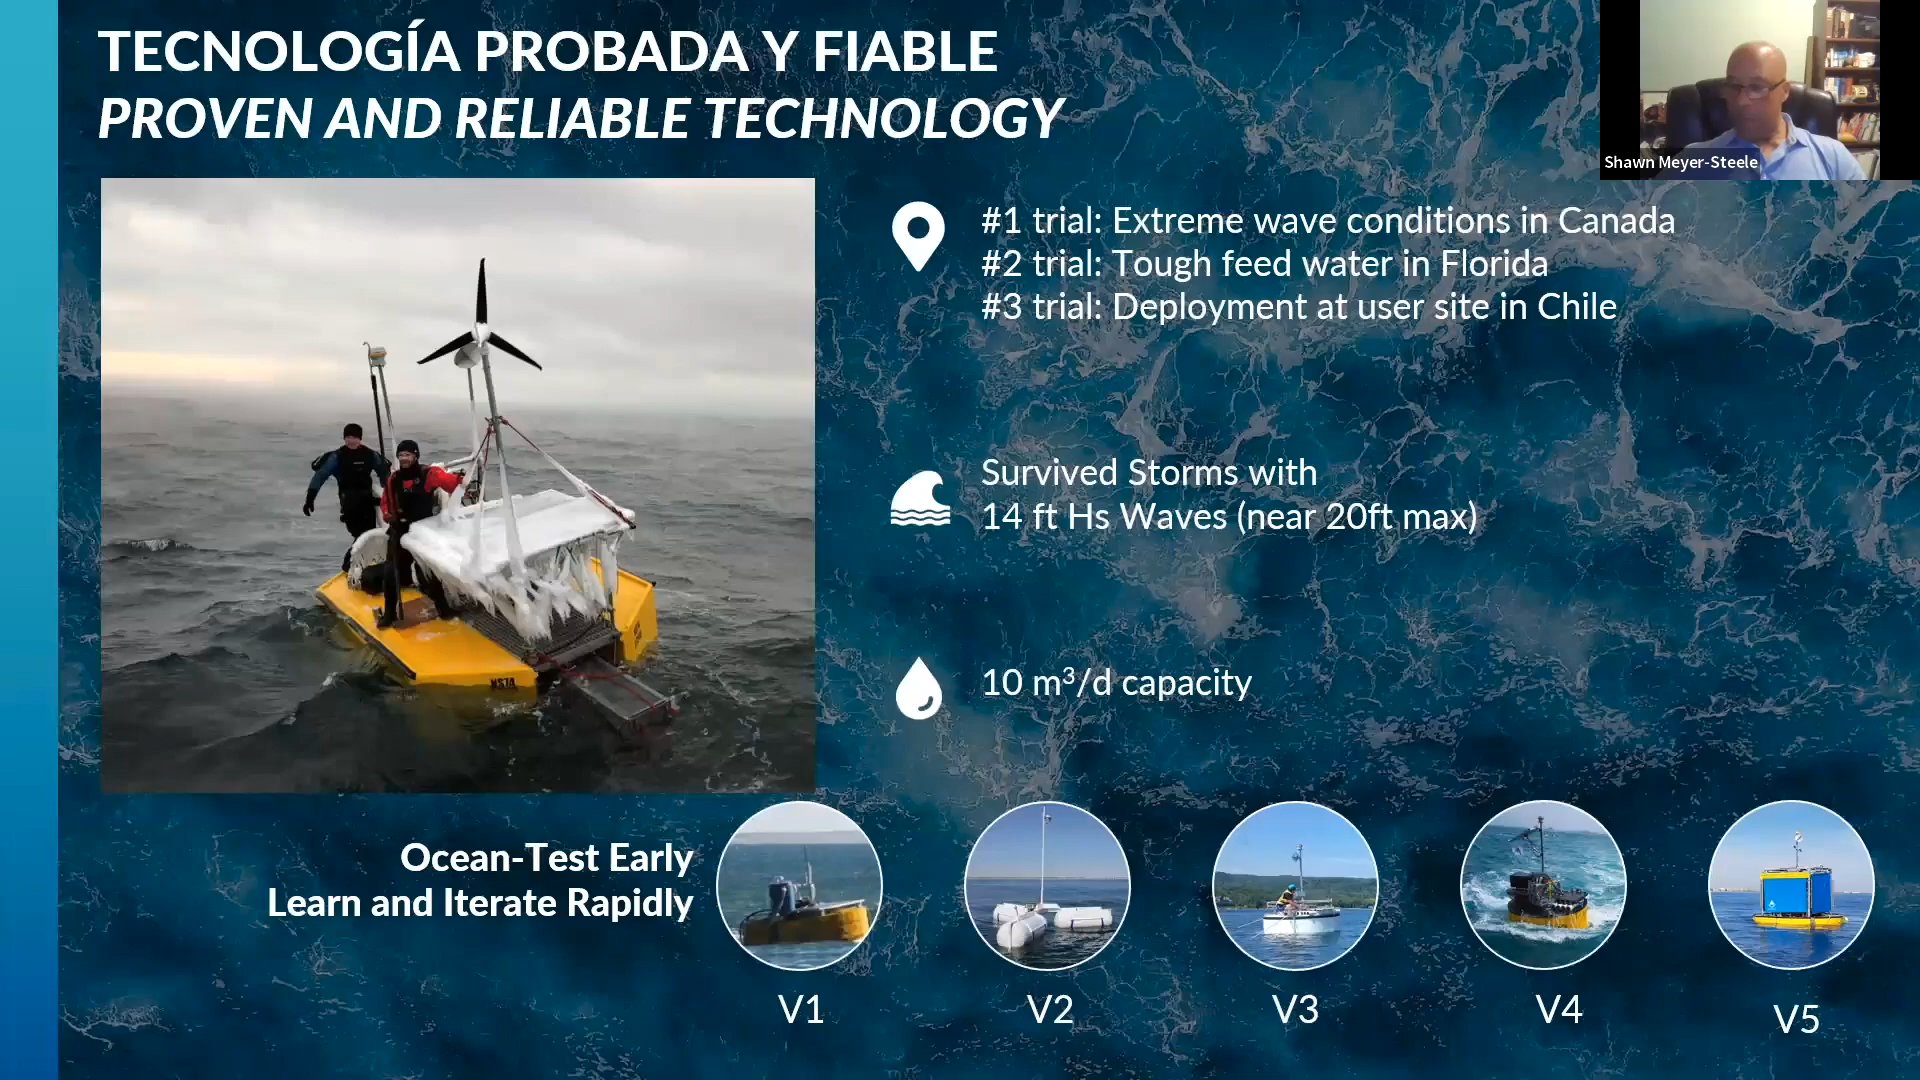 TECNOLOGÍA PROBADA Y FIABLE
PROVEN AND RELIABLE TECHNOLOGY
Shawn Meyer-Steele
#1 trial: Extreme wave conditions in Canada
#2 trial: Tough feed water in Florida
#3 trial: Deployment at user site in Chile
Survived Storms with
14 ft Hs Waves (near 20ft max)
10 m³/d capacity
Ocean-Test Early
Learn and Iterate Rapidly
V1
V2
V3
V4
V5